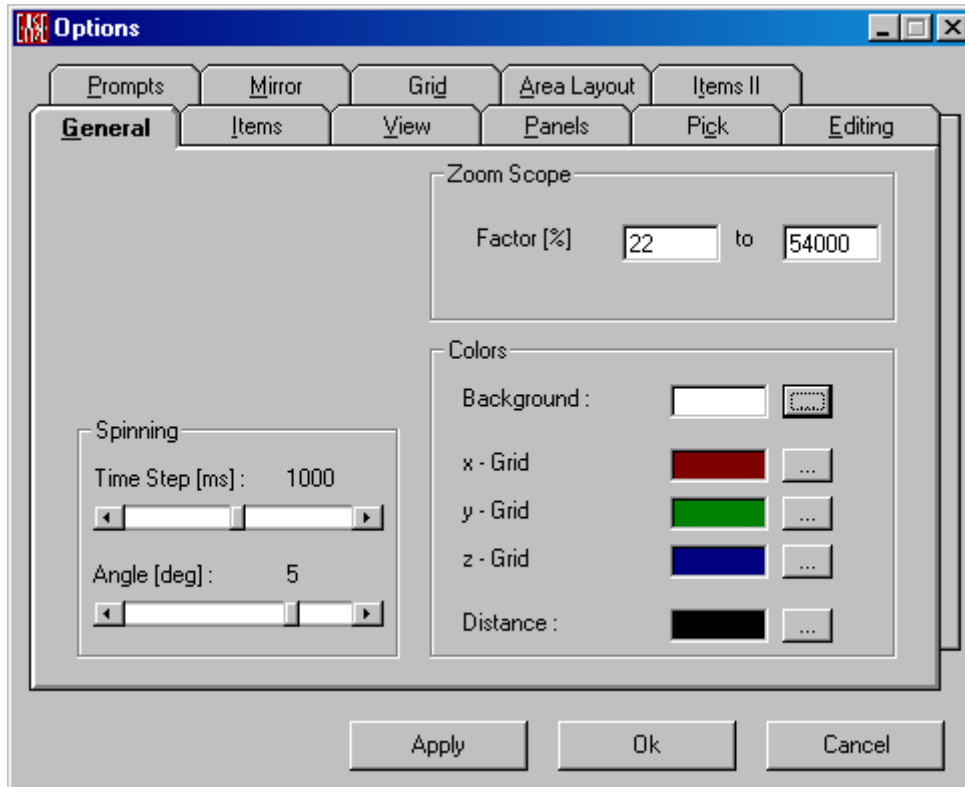 EASE Options
Prompts Mirror Grid Area Layout Items II
General Items View Panels Pick Editing
Zoom Scope
Factor [%] 22 to 54000
Colors
Background : ...
x - Grid ...
y - Grid ...
z - Grid ...
Distance : ...
Spinning
Time Step [ms] : 1000
Angle [deg] : 5
Apply Ok Cancel